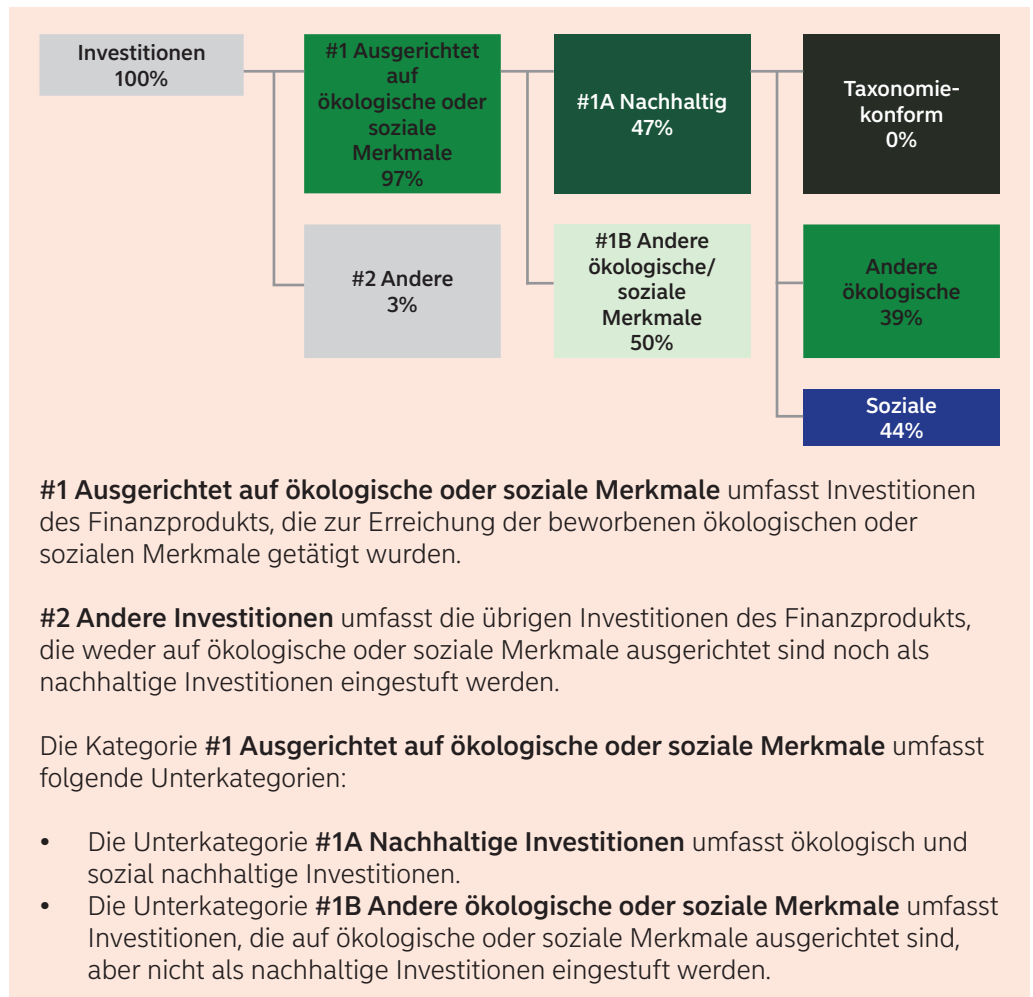 Investitionen
100%
#1 Ausgerichtet
auf
ökologische oder
soziale
Merkmale
97%
#1A Nachhaltig
47%
Taxonomie-
konform
0%
#2 Andere
3%
#1B Andere
ökologische/
soziale
Merkmale
50%
Andere
ökologische
39%
Soziale
44%
#1 Ausgerichtet auf ökologische oder soziale Merkmale umfasst Investitionen
des Finanzprodukts, die zur Erreichung der beworbenen ökologischen oder
sozialen Merkmale getätigt wurden.
#2 Andere Investitionen umfasst die übrigen Investitionen des Finanzprodukts,
die weder auf ökologische oder soziale Merkmale ausgerichtet sind noch als
nachhaltige Investitionen eingestuft werden.
Die Kategorie #1 Ausgerichtet auf ökologische oder soziale Merkmale umfasst
folgende Unterkategorien:
• Die Unterkategorie #1A Nachhaltige Investitionen umfasst ökologisch und
sozial nachhaltige Investitionen.
• Die Unterkategorie #1B Andere ökologische oder soziale Merkmale umfasst
Investitionen, die auf ökologische oder soziale Merkmale ausgerichtet sind,
aber nicht als nachhaltige Investitionen eingestuft werden.